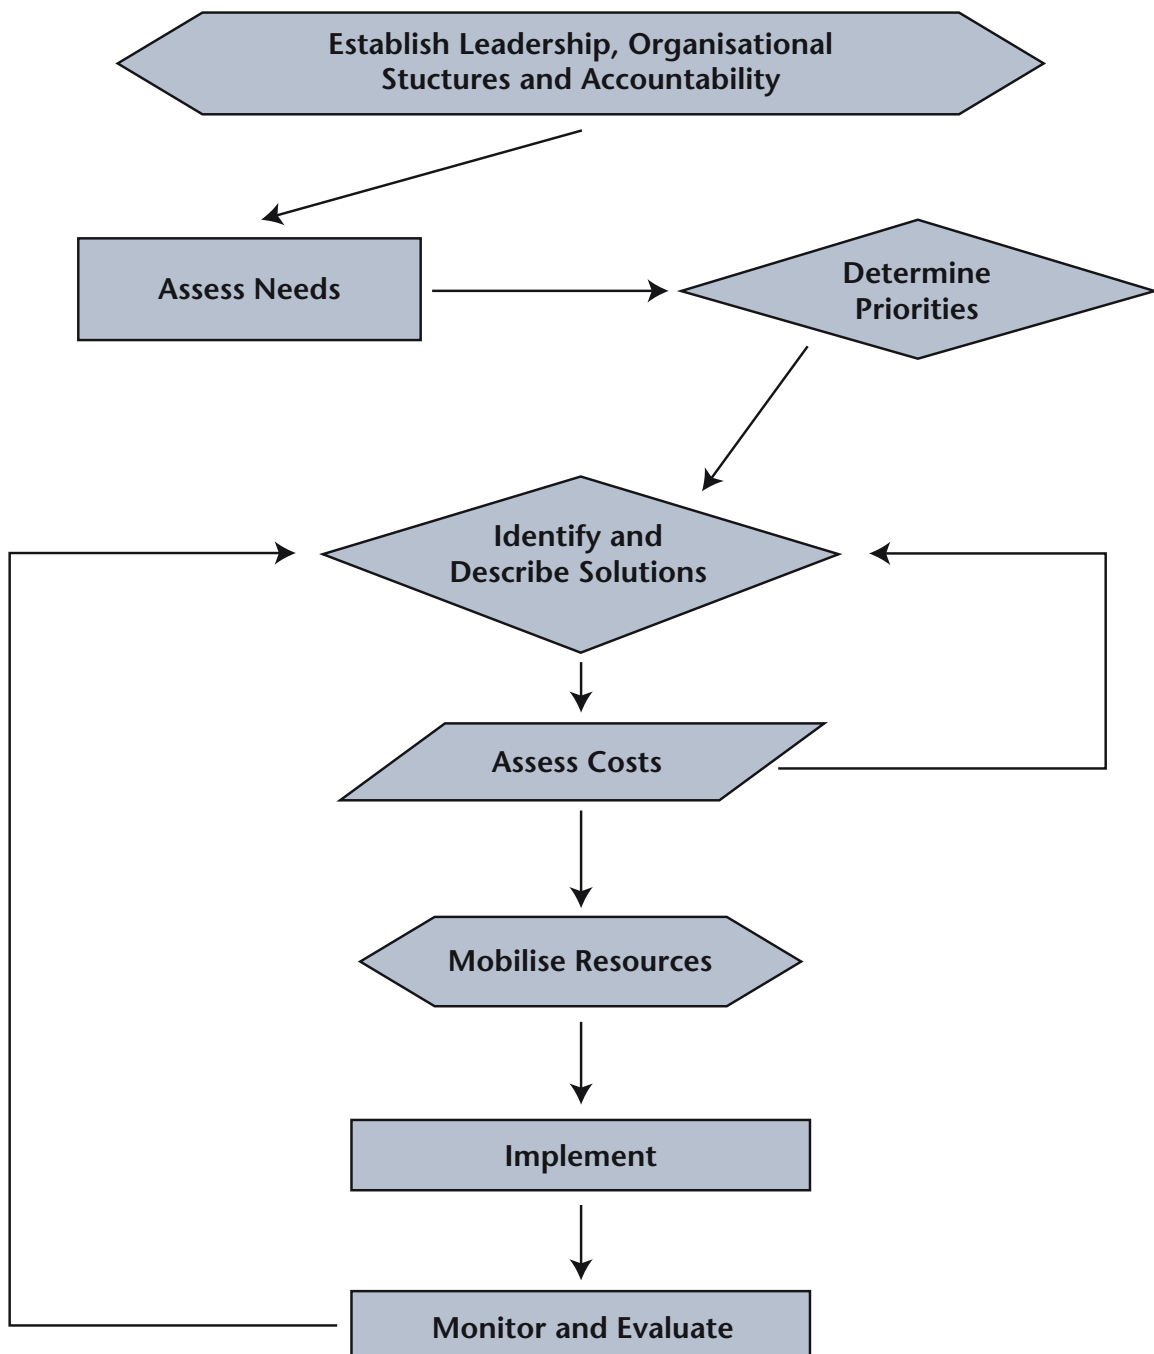 Establish Leadership, Organisational
Stuctures and Accountability
Assess Needs
Determine
Priorities
Identify and
Describe Solutions
Assess Costs
Mobilise Resources
Implement
Monitor and Evaluate